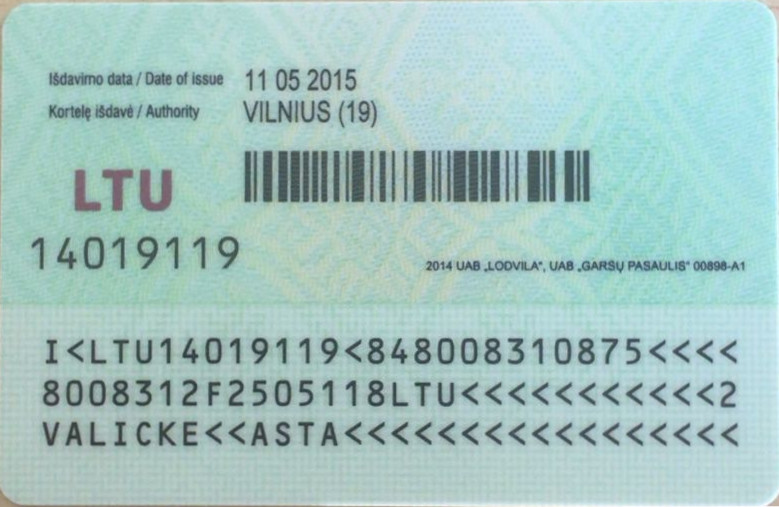 Išdavimo data / Date of issue 11 05 2015
Kortelę išdavė / Authority VILNIUS (19)
LTU
14019119
2014 UAB „LODVILA“, UAB „GARSŲ PASAULIS“ 00898-A1
I<LTU14019119<848008310875<<<<
8008312F2505118LTU<<<<<<<<<<<2
VALICKE<<ASTA<<<<<<<<<<<<<<<<<